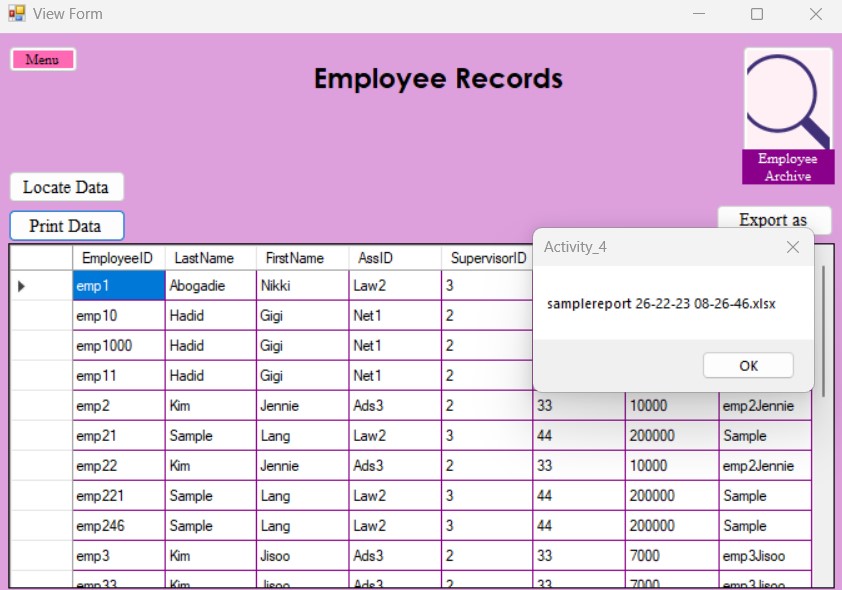 View Form
Menu
Employee Records
Employee
Archive
Locate Data
Print Data
Export as
EmployeeID LastName FirstName AssID SupervisorID
Activity_4
samplereport 26-22-23 08-26-46.xlsx
OK
emp1 Abogadie Nikki Law2 3
emp10 Hadid Gigi Net1 2
emp1000 Hadid Gigi Net1 2
emp11 Hadid Gigi Net1 2
emp2 Kim Jennie Ads3 2 33 10000 emp2Jennie
emp21 Sample Lang Law2 3 44 200000 Sample
emp22 Kim Jennie Ads3 2 33 10000 emp2Jennie
emp221 Sample Lang Law2 3 44 200000 Sample
emp246 Sample Lang Law2 3 44 200000 Sample
emp3 Kim Jisoo Ads3 2 33 7000 emp3Jisoo
emp33 Kim Jisoo Ads3 2 33 7000 emp3Jisoo